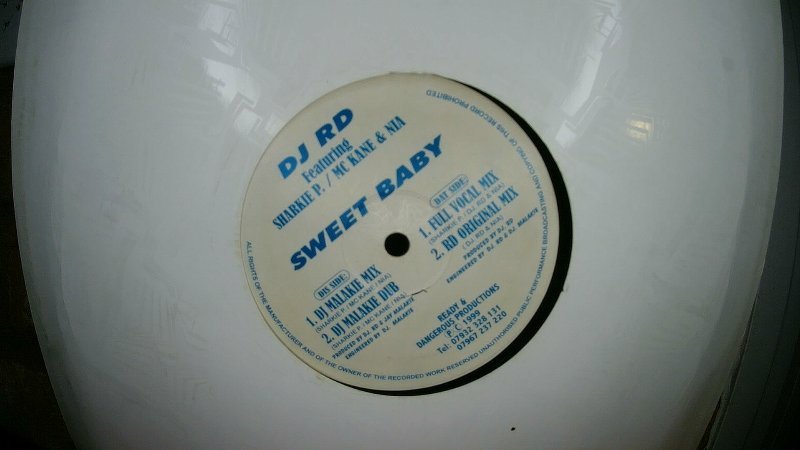 DJ RD
Featuring
SHARKIE P. / MC KANE & NIA
SWEET BABY
DIS SIDE:
1. DJ MALAKIE MIX
(SHARKIE P. / MC KANE / NIA)
2. DJ MALAKIE DUB
(SHARKIE P. / MC KANE / NIA)
PRODUCED BY DJ. RD & JAY MALAKIE
ENGINEERED BY DJ. MALAKIE
DAT SIDE:
1. FULL VOCAL MIX
(SHARKIE P. / DJ. RD & NIA)
2. RD ORIGINAL MIX
( DJ. RD & NIA)
PRODUCED BY DJ. RD
ENGINEERED BY DJ. RD & DJ. MALAKIE
READY &
DANGEROUS PRODUCTIONS
P. C 1999
Tel: 07932 328 131
07967 237 220
ALL RIGHTS OF THE MANUFACTURER AND OF THE OWNER OF THE RECORDED WORK RESERVED UNAUTHORISED PUBLIC PERFORMANCE BROADCASTING AND COPYING OF THIS RECORD PROHIBITED